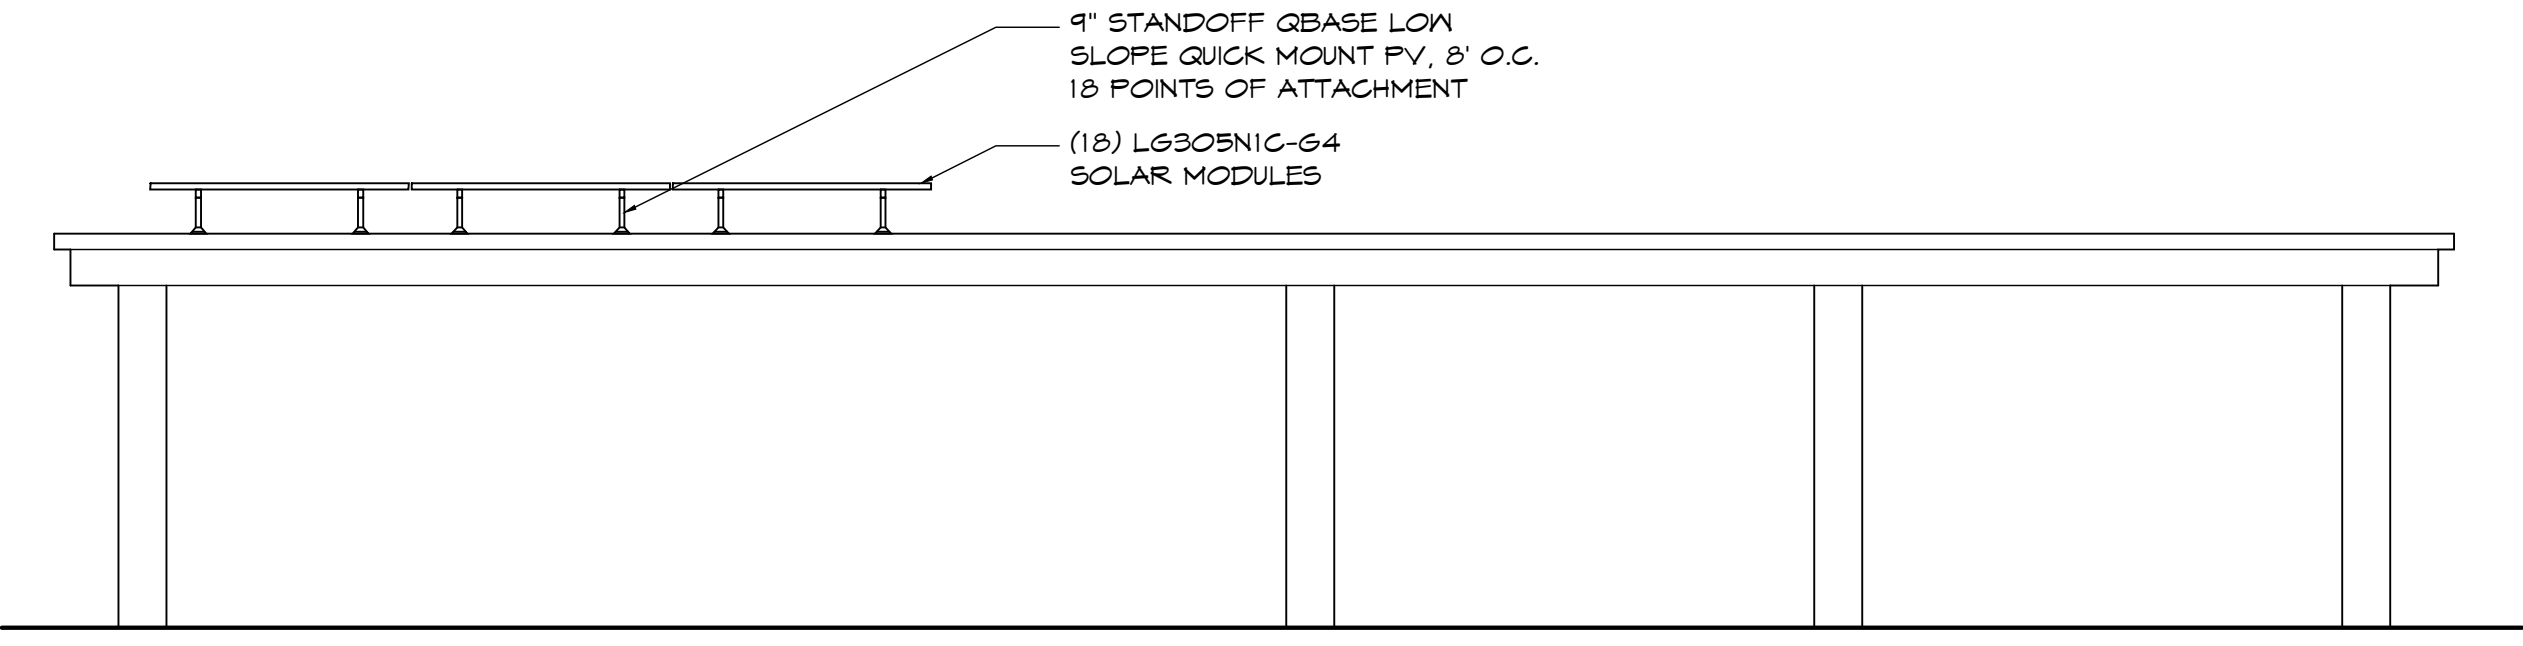 9" STANDOFF QBASE LOW
SLOPE QUICK MOUNT PV, 8' O.C.
18 POINTS OF ATTACHMENT
(18) LG305N1C-G4
SOLAR MODULES